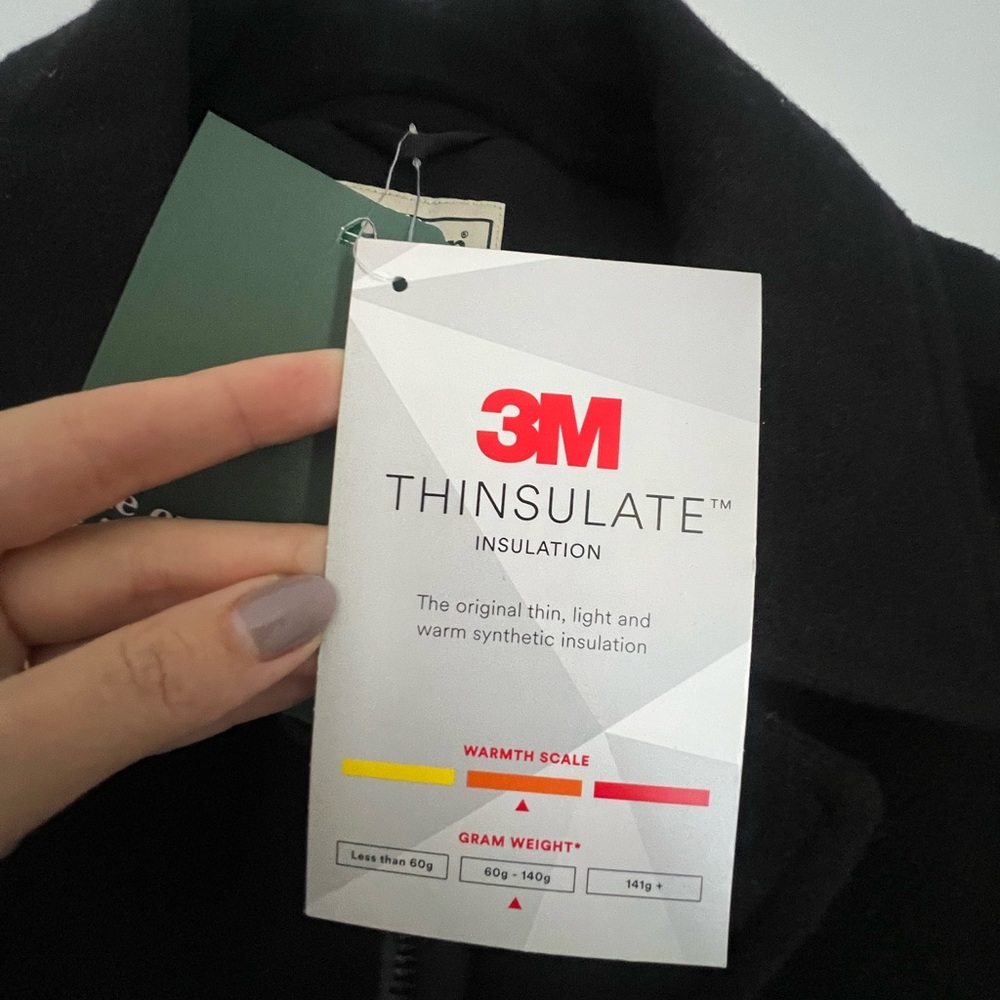 3M
THINSULATE™
INSULATION
The original thin, light and
warm synthetic insulation
WARMTH SCALE
GRAM WEIGHT*
Less than 60g
60g - 140g
141g +